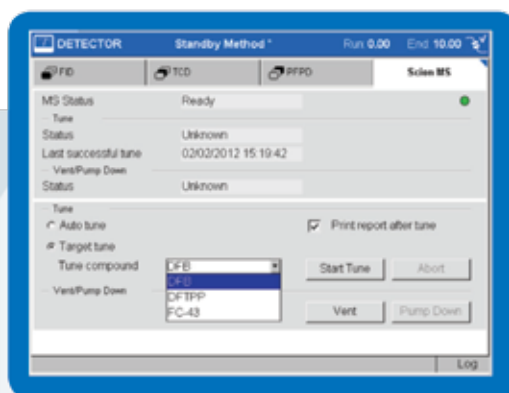 DETECTOR Standby Method * Run 0.00 End 10.00
FID TCD PFPD Scion MS
MS Status Ready
Tune
Status Unknown
Last successful tune 02/02/2012 15:19:42
Vent/Pump Down
Status Unknown
Tune
Auto tune Print report after tune
Target tune
Tune compound DFB Start Tune Abort
DFB
Vent/Pump Down DFTPP
FC-43 Vent Pump Down
Log